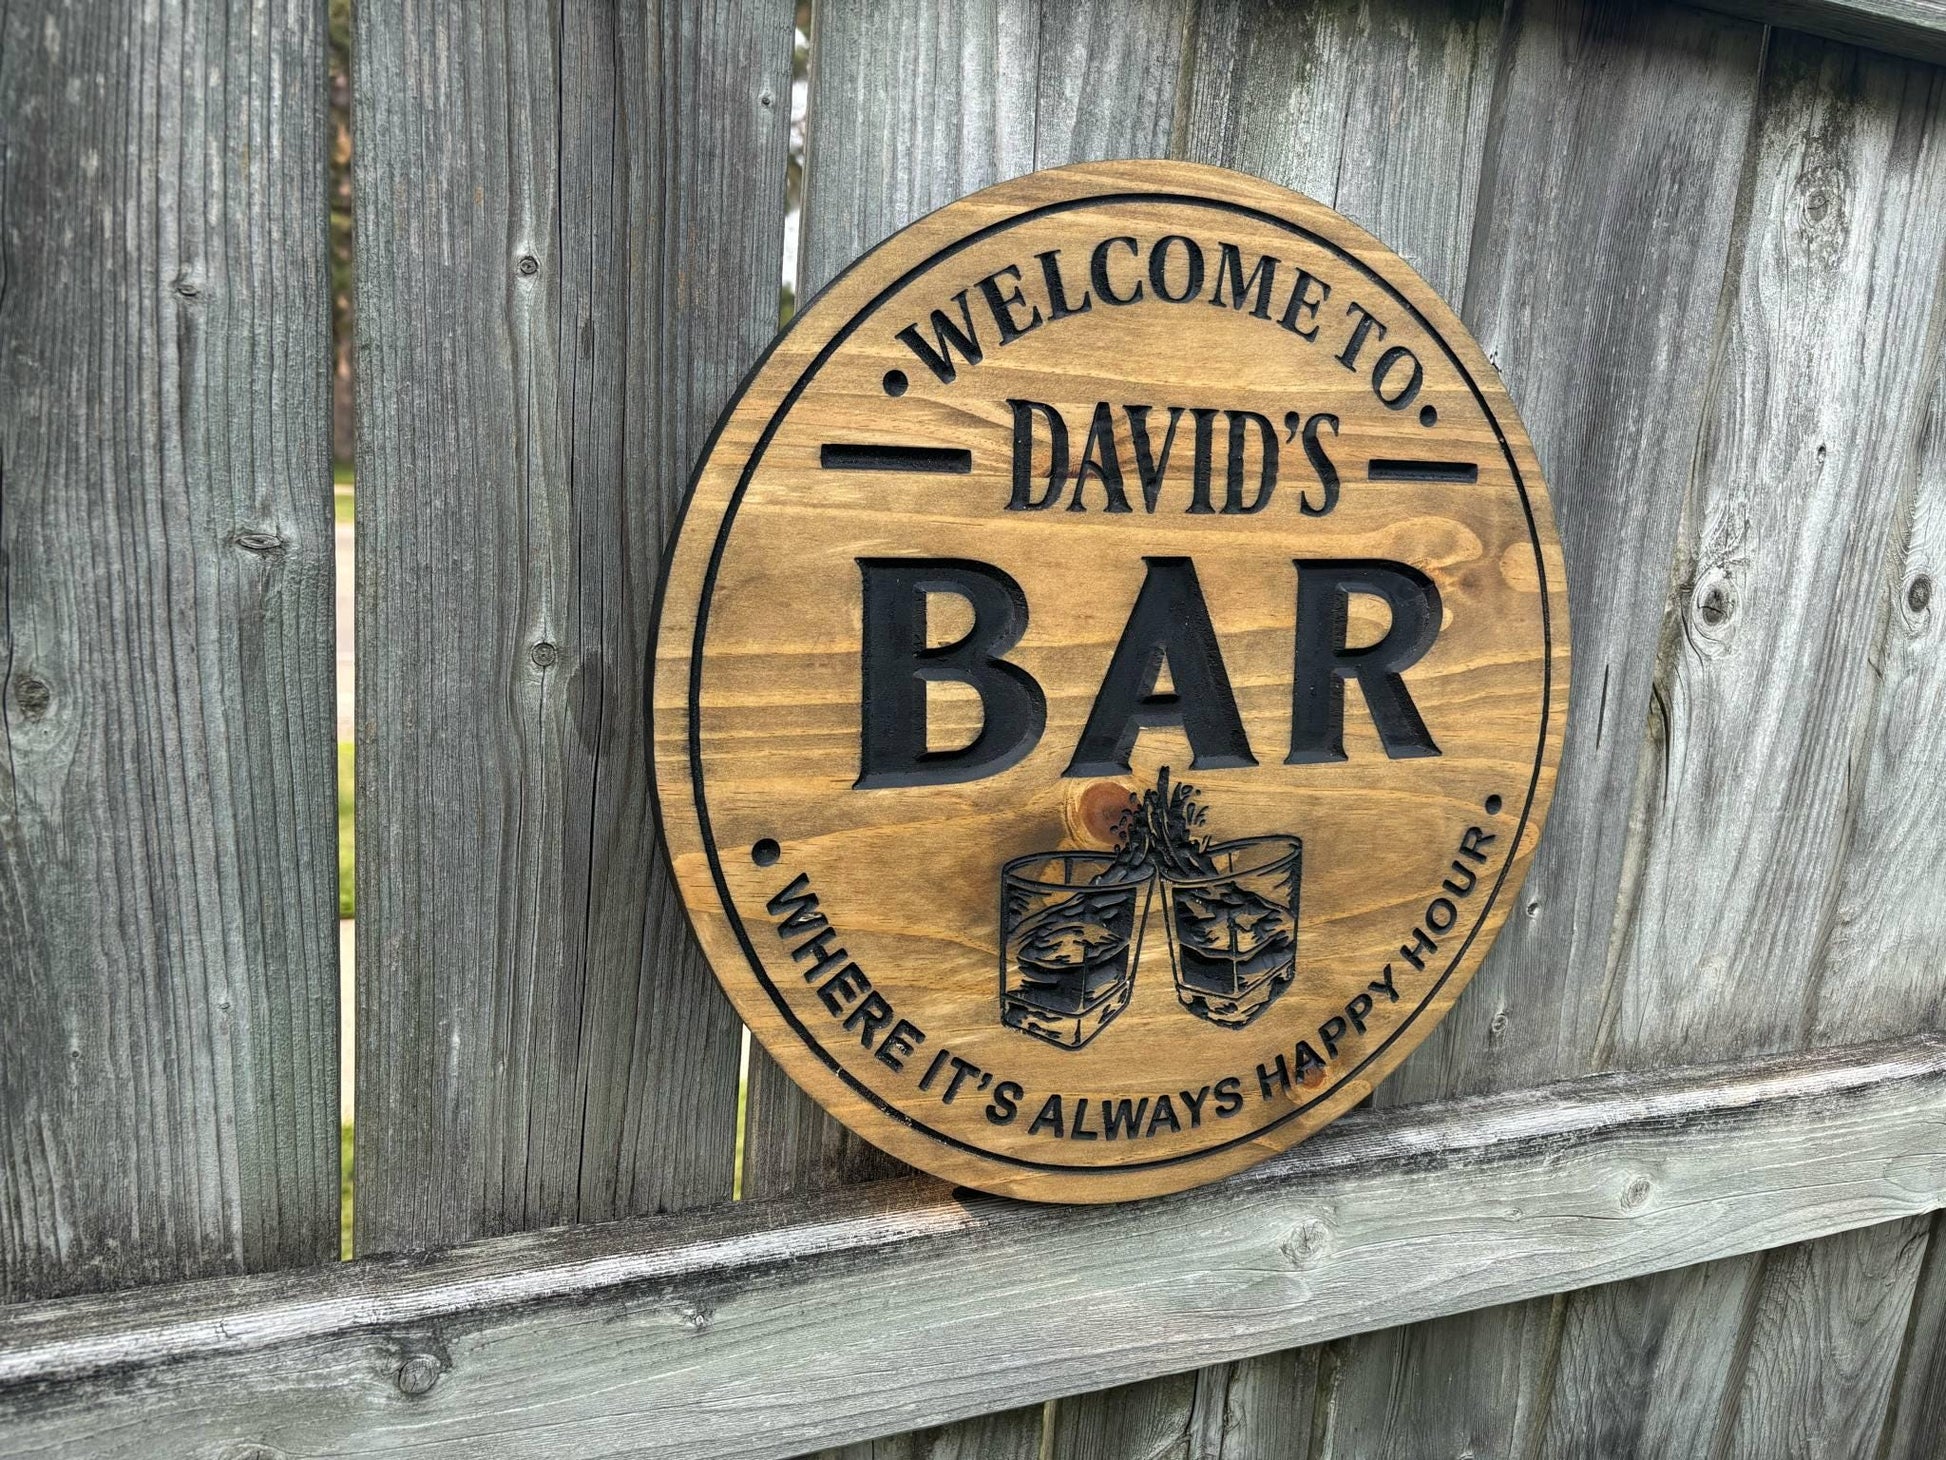 WELCOME TO
DAVID'S
BAR
WHERE IT'S ALWAYS HAPPY HOUR